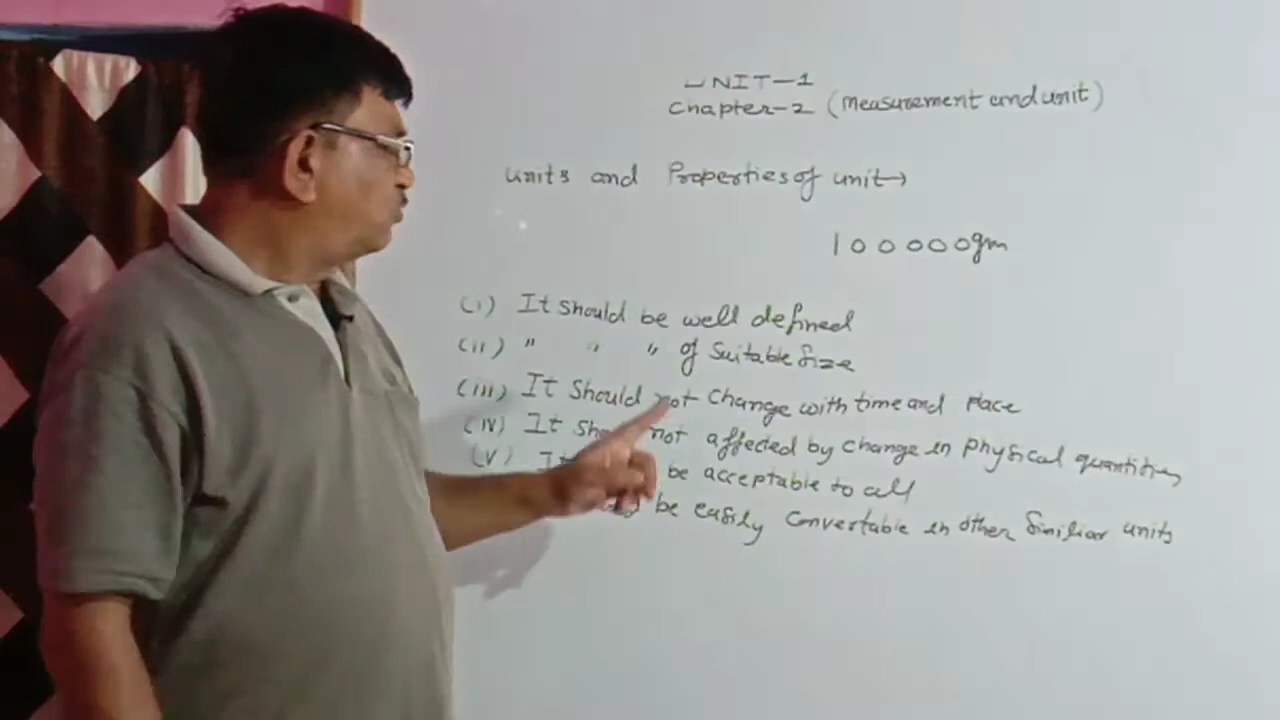 UNIT-1
Chapter-2 (Measurement and unit)
Units and Properties of unit→
100000gm
(i) It should be well defined
(ii) " " " of Suitable Size
(iii) It Should not Change with time and Place
(iv) It not affected by change in Physical quantities
(v) be acceptable to all
be easily Convertable in other Similiar units